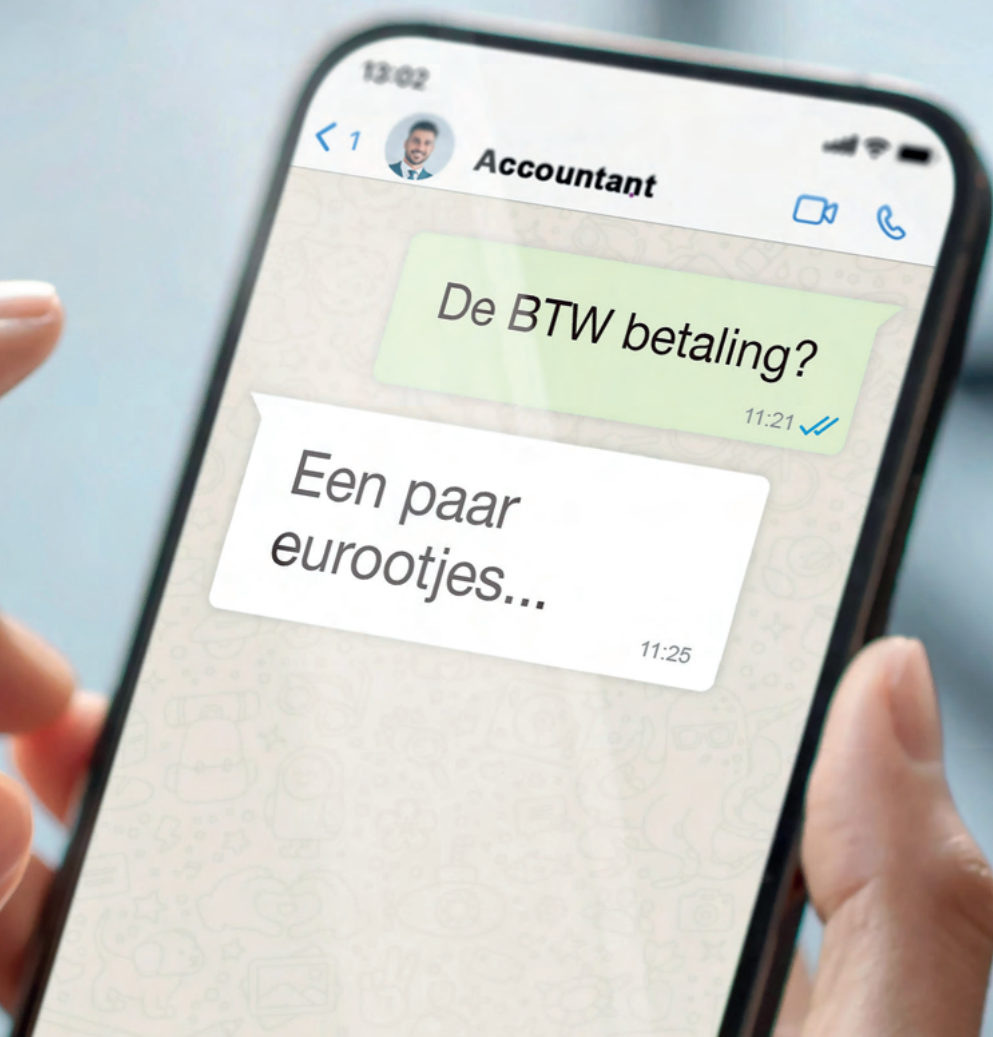 13:02
1
Accountant
De BTW betaling?
11:21
Een paar
eurootjes...
11:25